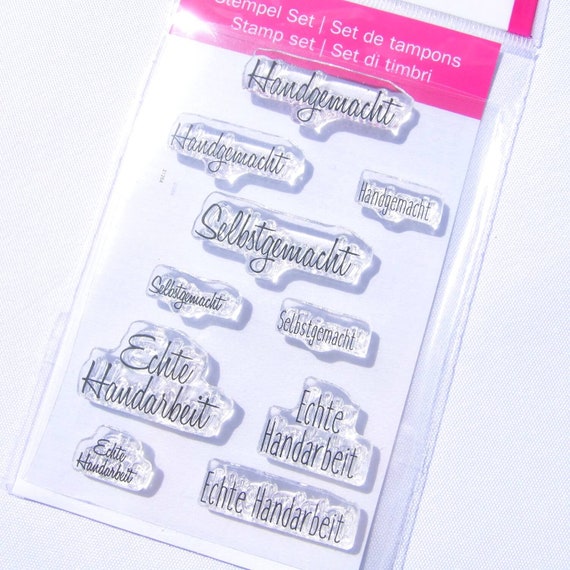 Stempel Set | Set de tampons
Stamp set | Set di timbri
Handgemacht
Handgemacht
Handgemacht
Selbstgemacht
Selbstgemacht
Selbstgemacht
Echte
Handarbeit
Echte
Handarbeit
Echte
Handarbeit
Echte Handarbeit